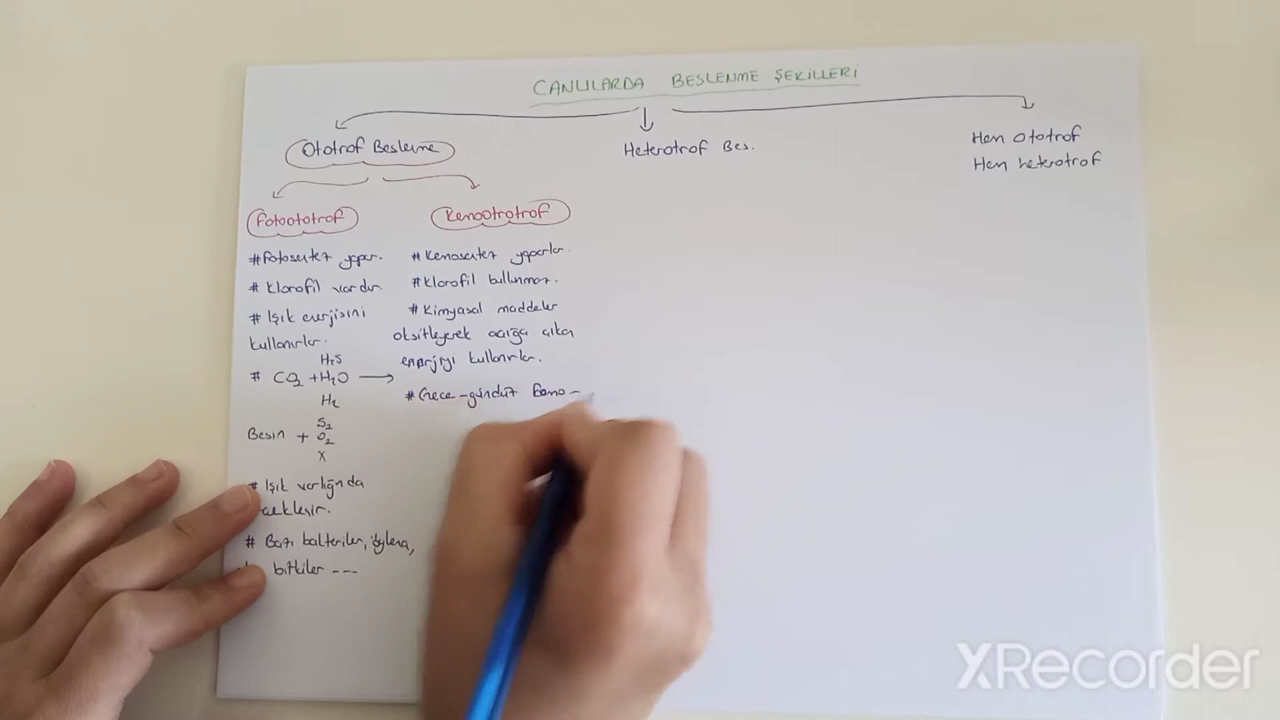 CANLILARDA BESLENME ŞEKİLLERİ
Ototrof Beslenme
Heterotrof Bes.
Hem ototrof
Hem heterotrof
Fotoototrof
#Fotosentez yapar.
# Klorofil vardır
# Işık enerjisini
kullanırlar.
H2S
# CO2 + H2O →
H2
S2
Besin + O2
X
# Işık varlığında
# Bazı bakteriler, öglena,
bitkiler ---
Kemoototrof
#Kemosentez yaparlar.
#Klorofil bulunmaz.
#Kimyasal maddeler
oksitleyerek açığa çıkan
enerjiyi kullanırlar.
#Gece-gündüz
XRecorder